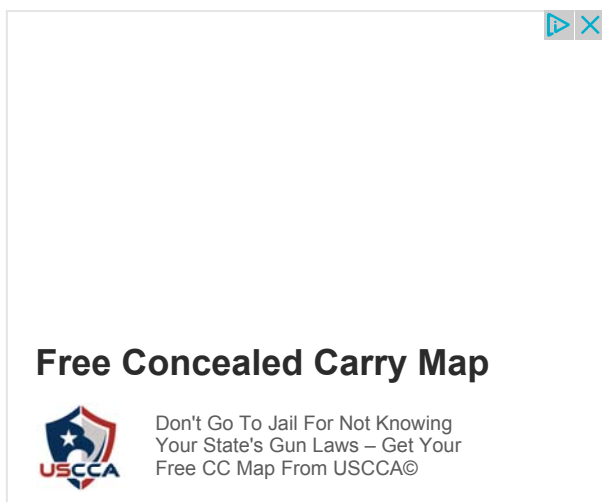 Free Concealed Carry Map
Don't Go To Jail For Not Knowing
Your State's Gun Laws – Get Your
Free CC Map From USCCA©
USCCA